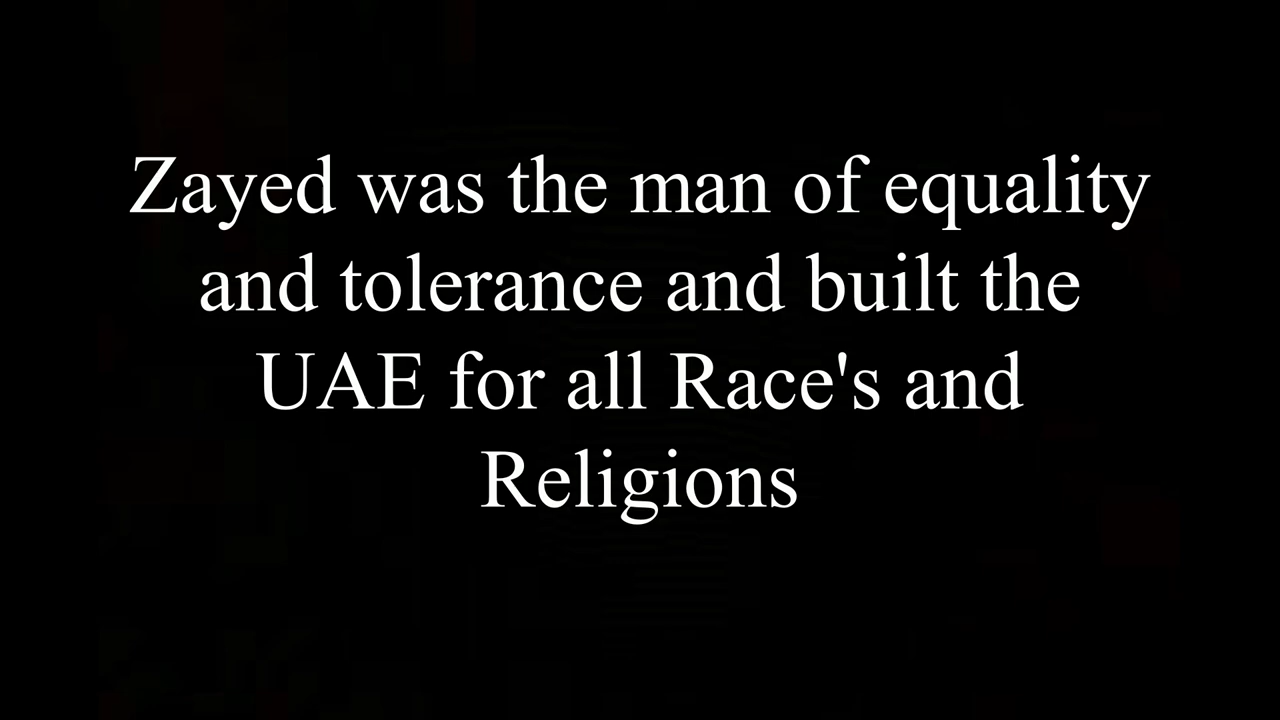 Zayed was the man of equality
and tolerance and built the
UAE for all Race's and
Religions